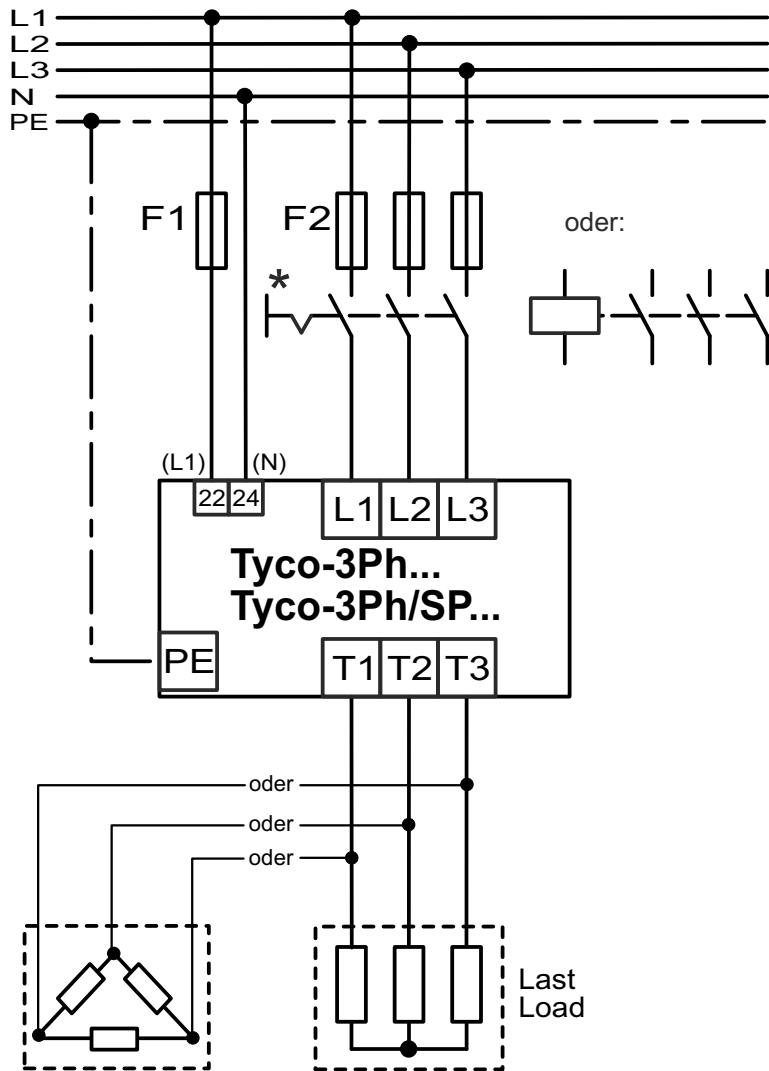 L1
L2
L3
N
PE
F1
F2
oder:
*
(L1)
(N)
22 24
L1 L2 L3
Tyco-3Ph...
Tyco-3Ph/SP...
PE
T1 T2 T3
oder
oder
oder
Last
Load